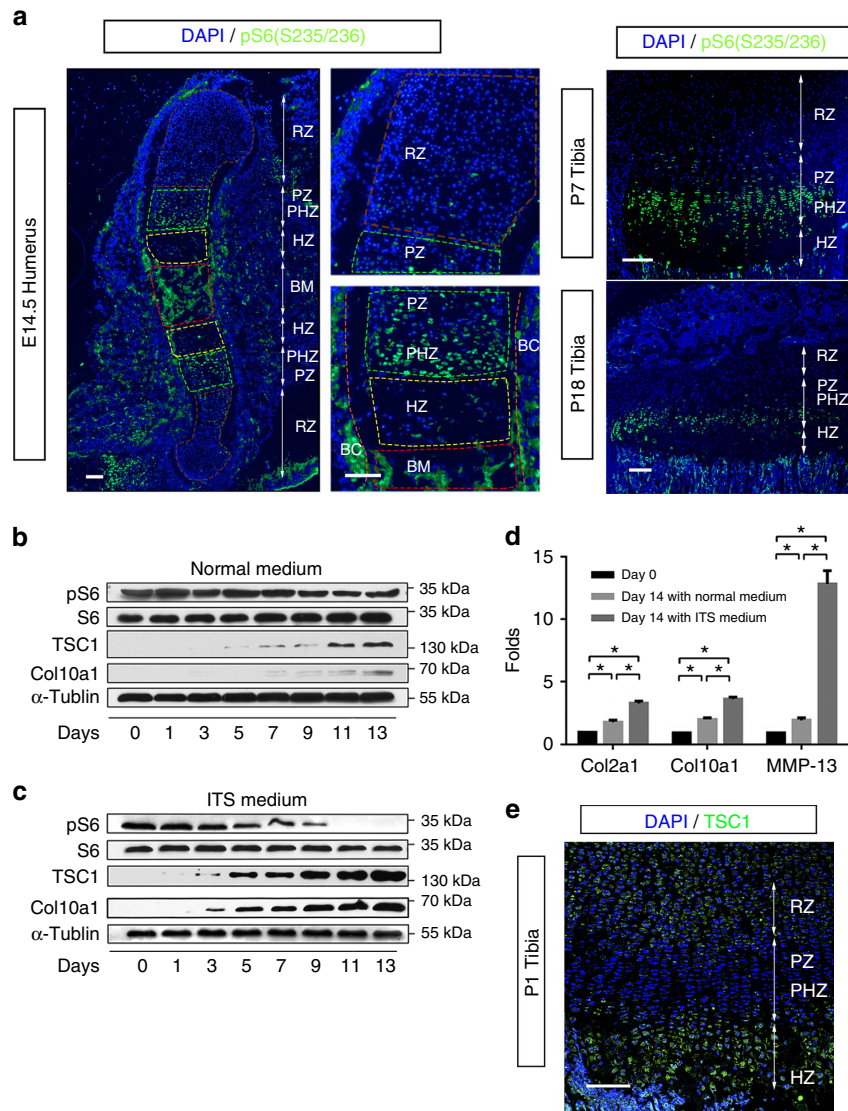 a
DAPI / pS6(S235/236)
DAPI / pS6(S235/236)
E14.5 Humerus
RZ
PZ
PHZ
HZ
BM
HZ
PHZ
PZ
RZ
RZ
PZ
PZ
PHZ
BC
HZ
BC
BM
P7 Tibia
RZ
PZ
PHZ
HZ
P18 Tibia
RZ
PZ
PHZ
HZ
b
Normal medium
pS6
35 kDa
S6
35 kDa
TSC1
130 kDa
Col10a1
70 kDa
α-Tublin
55 kDa
Days 0 1 3 5 7 9 11 13
c
ITS medium
pS6
35 kDa
S6
35 kDa
TSC1
130 kDa
Col10a1
70 kDa
α-Tublin
55 kDa
Days 0 1 3 5 7 9 11 13
d
15
10
5
0
Folds
Day 0
Day 14 with normal medium
Day 14 with ITS medium
* * *
* * *
* * *
Col2a1 Col10a1 MMP-13
e
DAPI / TSC1
P1 Tibia
RZ
PZ
PHZ
HZ